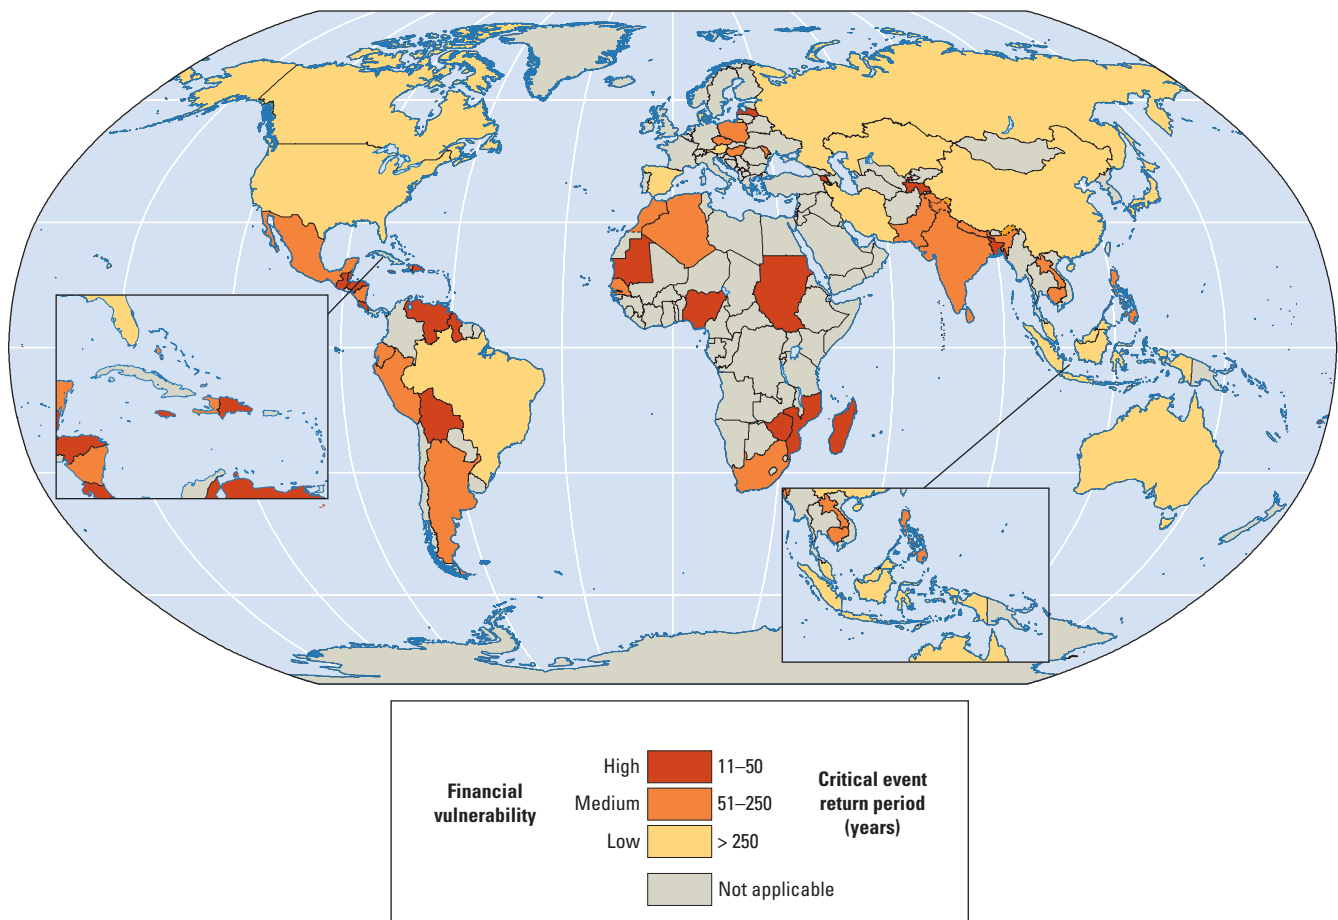 Financial
vulnerability
High
11–50
Medium
51–250
Low
> 250
Not applicable
Critical event
return period
(years)